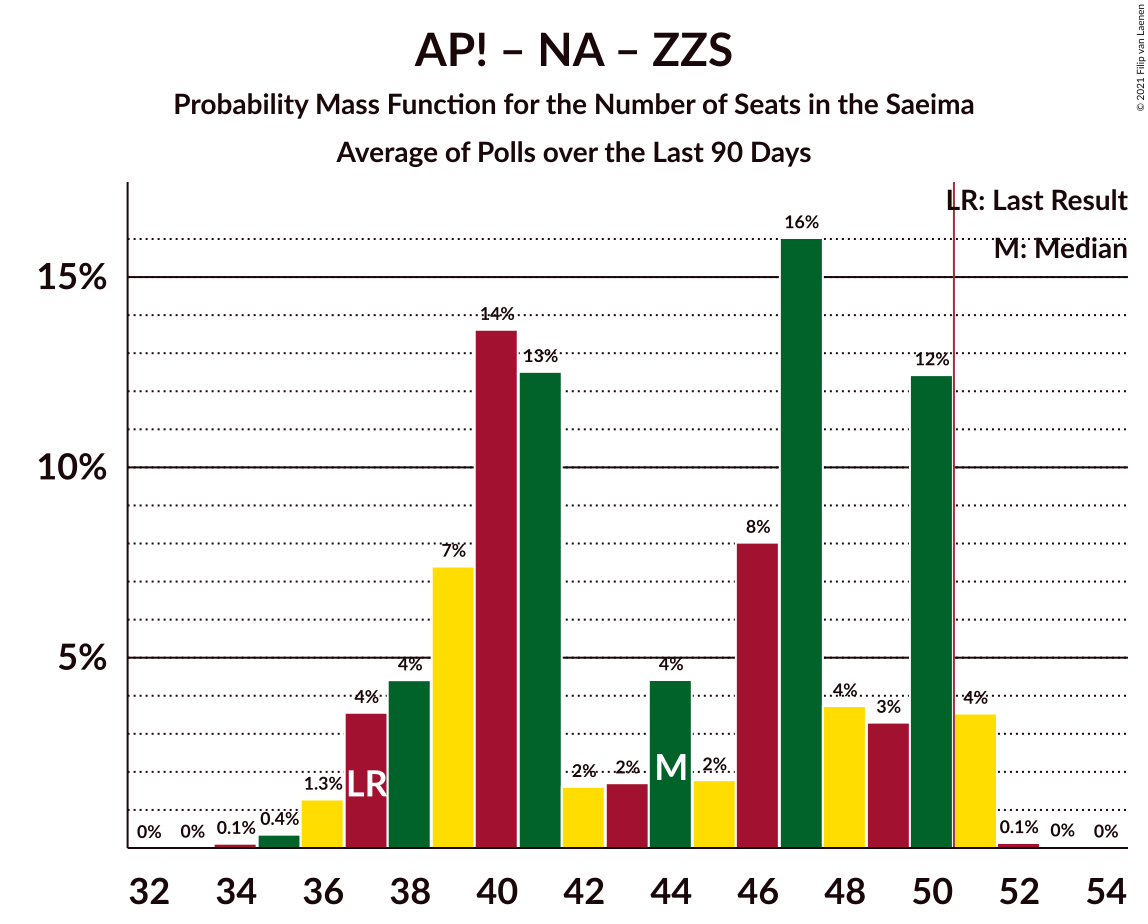 AP! – NA – ZZS
Probability Mass Function for the Number of Seats in the Saeima
Average of Polls over the Last 90 Days
© 2021 Filip van Laenen
LR: Last Result
M: Median
15%
10%
5%
0% 0% 0.1% 0.4% 1.3% 4% 4% 7% 14% 13% 2% 2% 4% 2% 8% 16% 4% 3% 12% 4% 0.1% 0% 0%
LR M
32 34 36 38 40 42 44 46 48 50 52 54